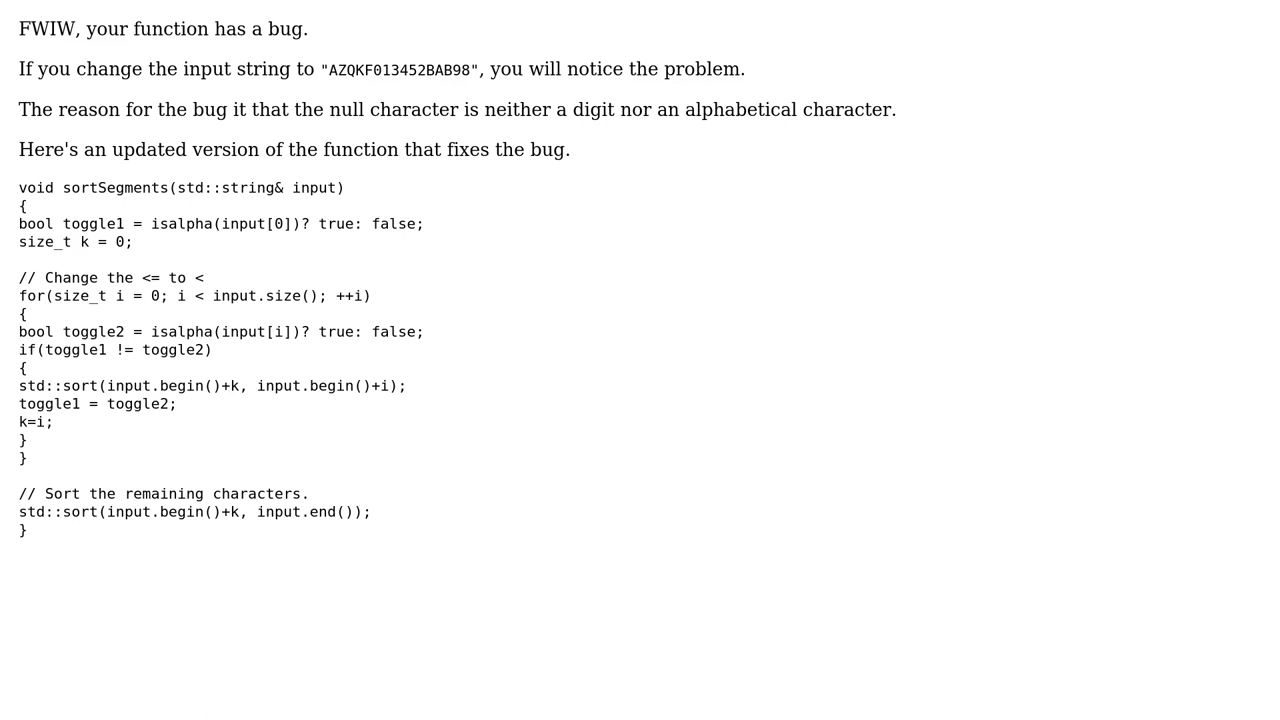 FWIW, your function has a bug.
If you change the input string to "AZQKF013452BAB98", you will notice the problem.
The reason for the bug it that the null character is neither a digit nor an alphabetical character.
Here's an updated version of the function that fixes the bug.
void sortSegments(std::string& input)
{
bool toggle1 = isalpha(input[0])? true: false;
size_t k = 0;
// Change the <= to <
for(size_t i = 0; i < input.size(); ++i)
{
bool toggle2 = isalpha(input[i])? true: false;
if(toggle1 != toggle2)
{
std::sort(input.begin()+k, input.begin()+i);
toggle1 = toggle2;
k=i;
}
}
// Sort the remaining characters.
std::sort(input.begin()+k, input.end());
}